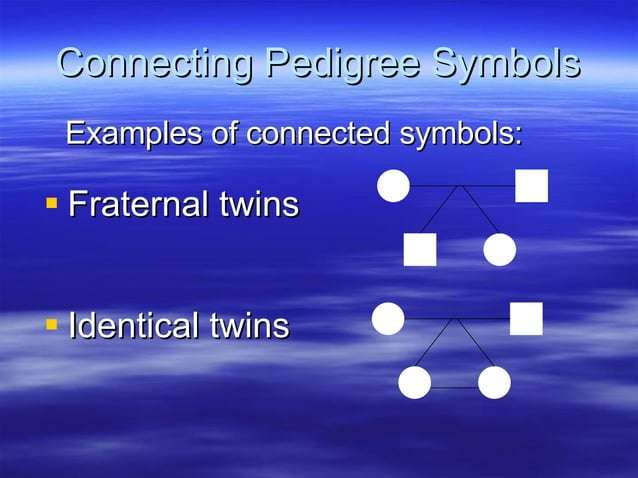 Connecting Pedigree Symbols
Examples of connected symbols:
Fraternal twins
Identical twins